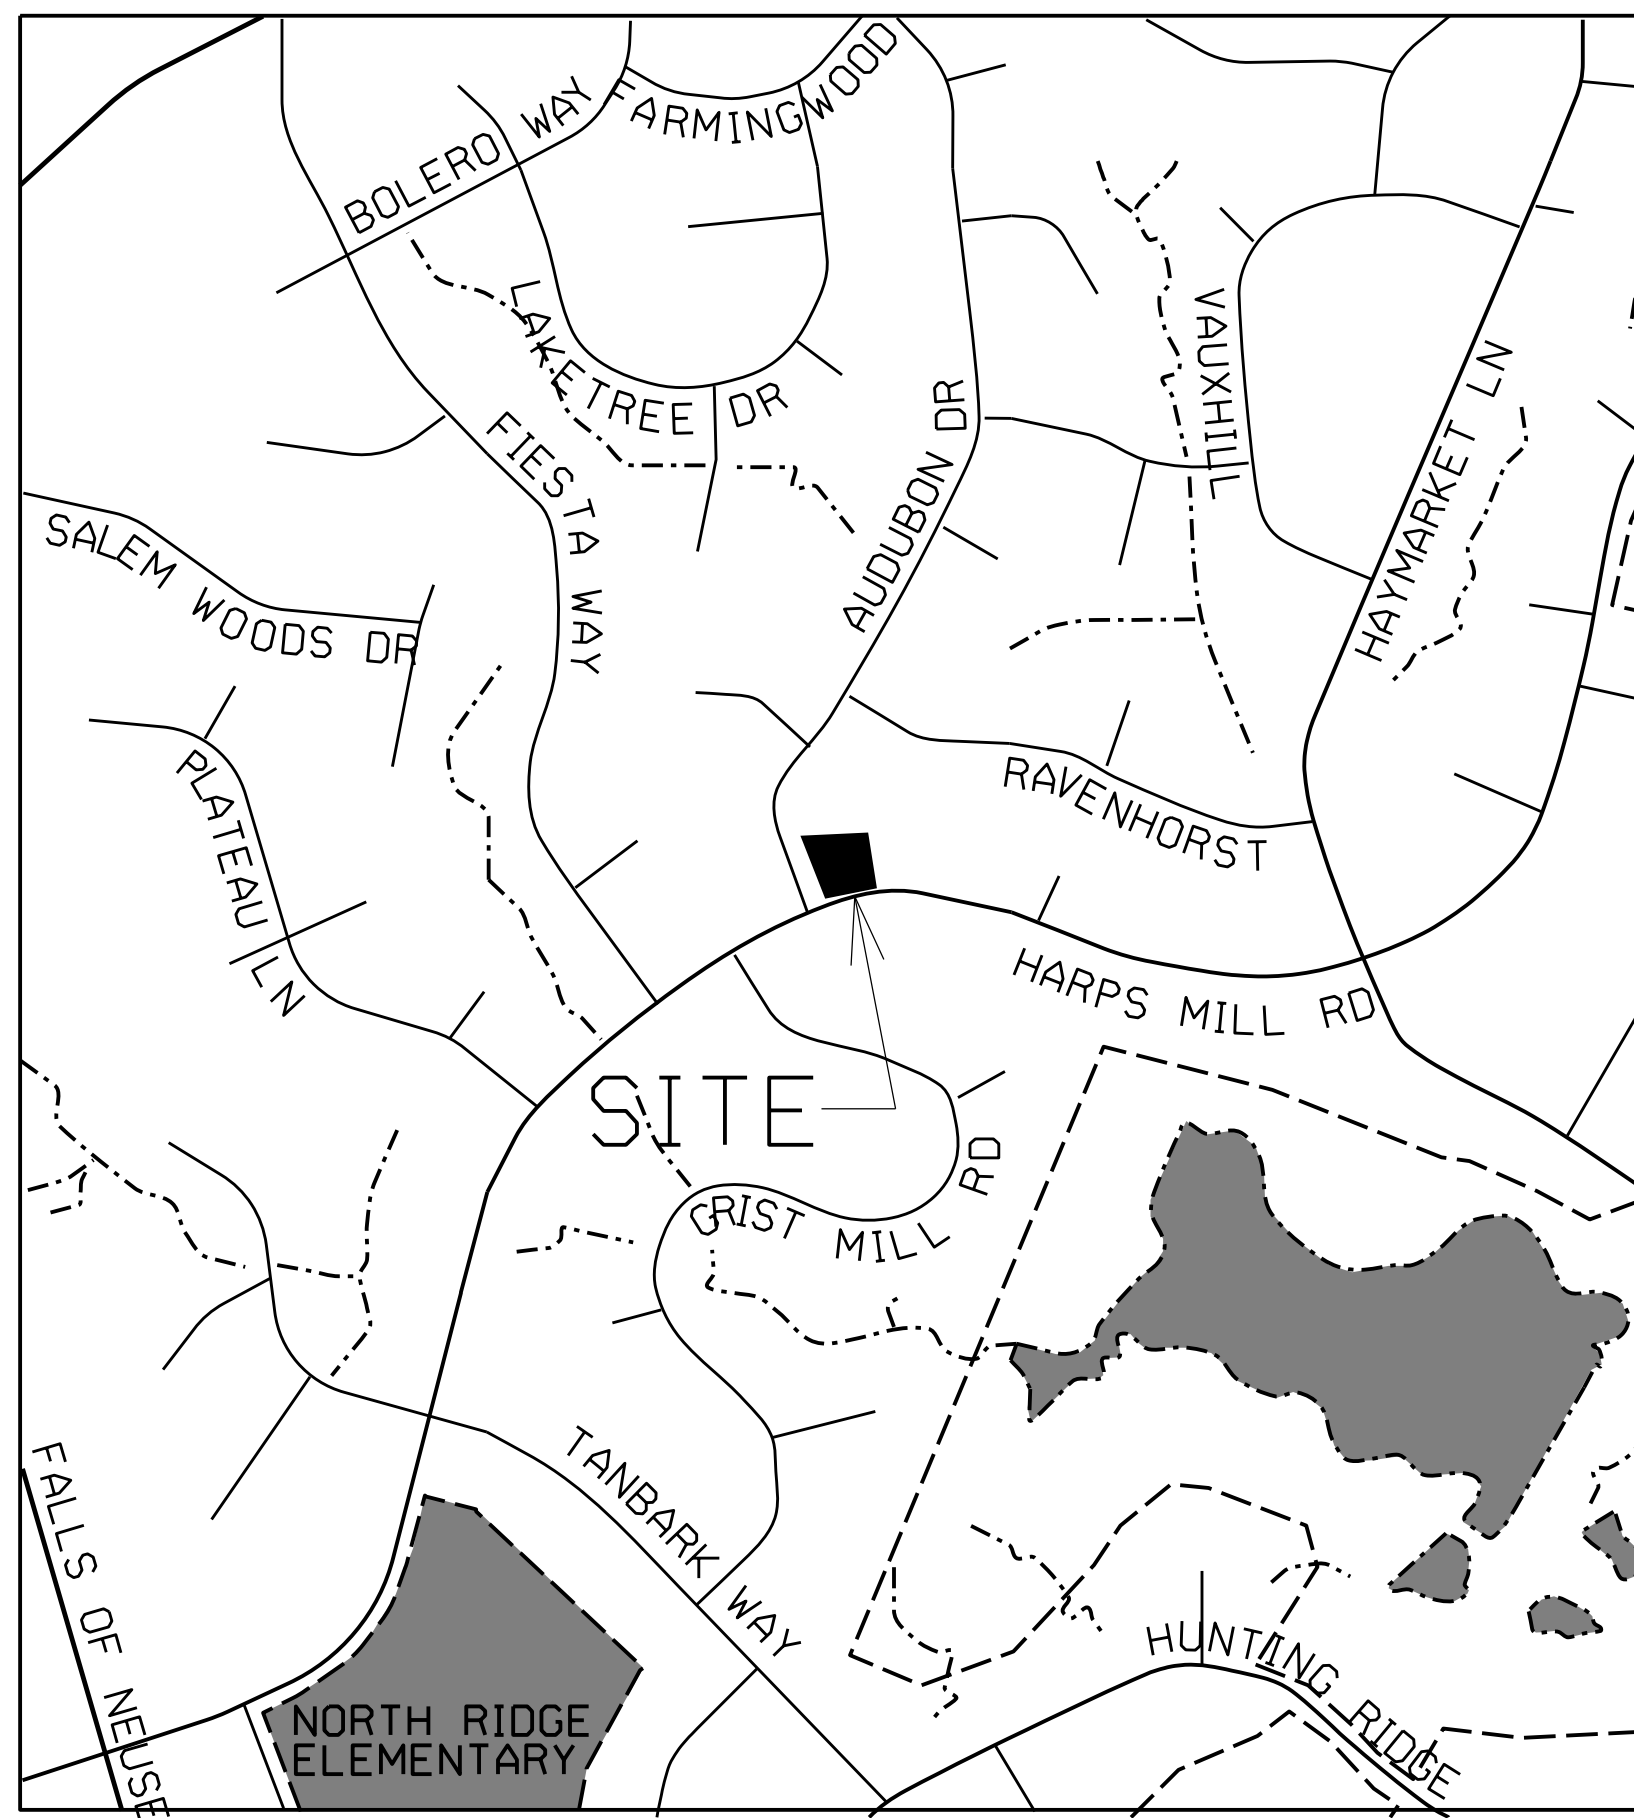 FARMINGWOOD
BOLERO WAY
LAKETREE DR
VAUXHILL
HAYMARKET LN
FIESTA WAY
AUDUBON DR
SALEM WOODS DR
PLATEAU LN
RAVENHORST
HARPS MILL RD
SITE
GRIST MILL RD
TANBARK WAY
FALLS OF NEUSE
HUNTING RIDGE
NORTH RIDGE
ELEMENTARY